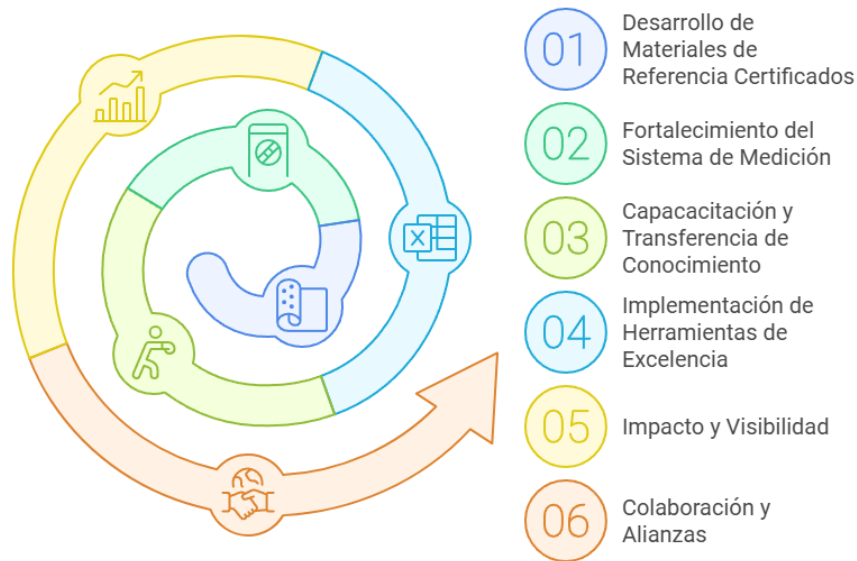 01
Desarrollo de
Materiales de
Referencia Certificados
02
Fortalecimiento del
Sistema de Medición
03
Capacacitación y
Transferencia de
Conocimiento
04
Implementación de
Herramientas de
Excelencia
05
Impacto y Visibilidad
06
Colaboración y
Alianzas
X